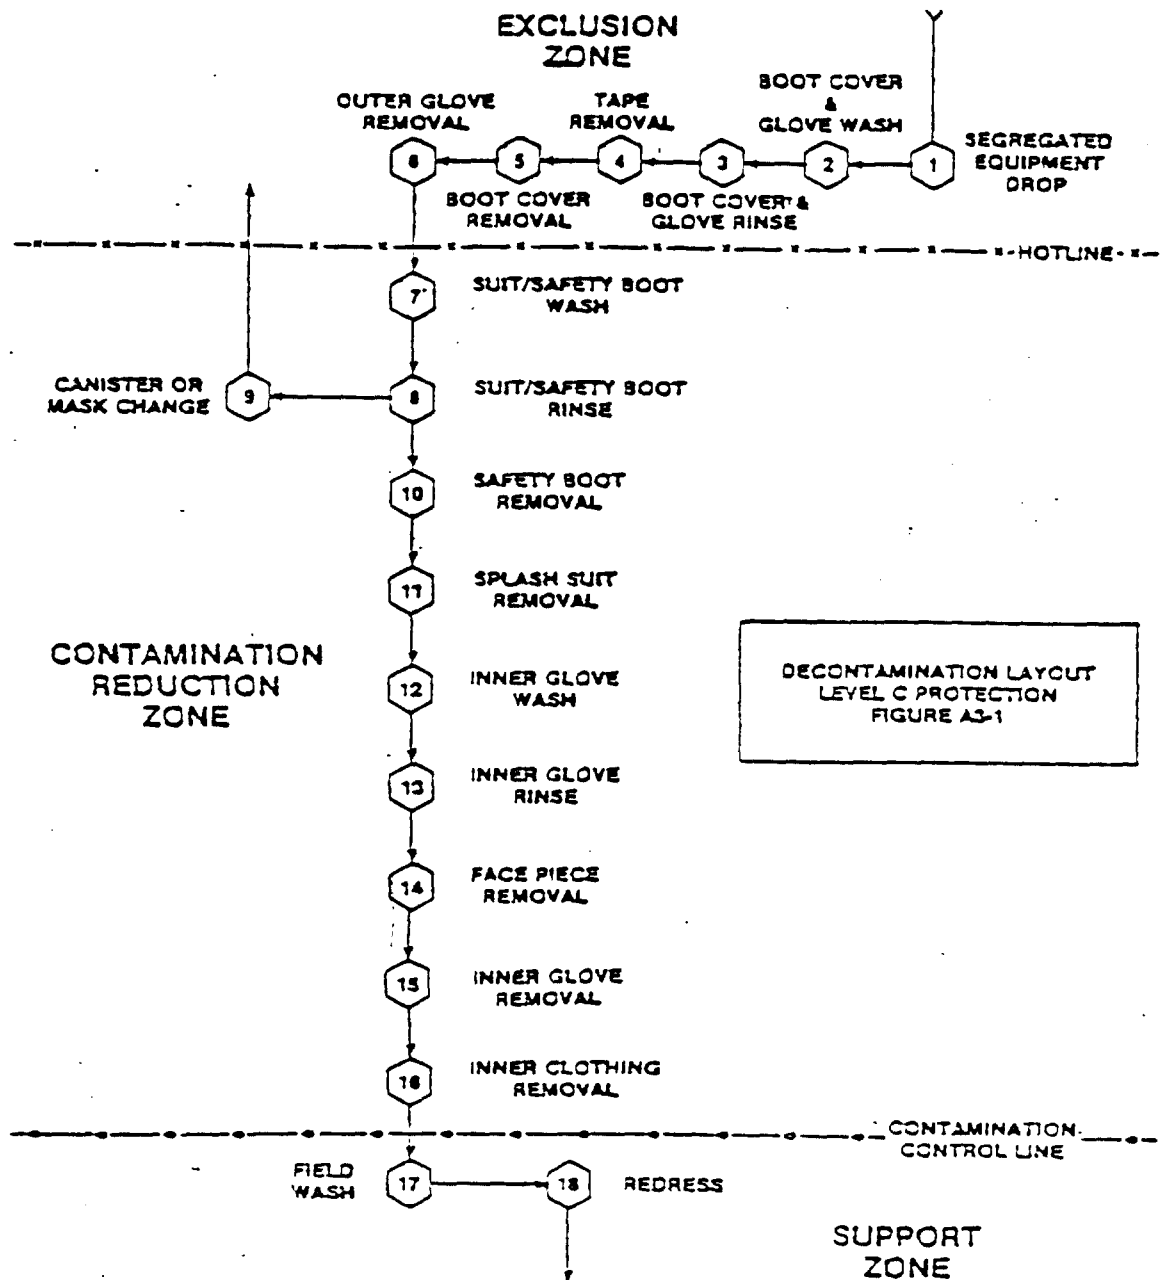 EXCLUSION
ZONE
OUTER GLOVE
REMOVAL
TAPE
REMOVAL
BOOT COVER
&
GLOVE WASH
SEGREGATED
EQUIPMENT
DROP
6
5
4
3
2
1
BOOT COVER
REMOVAL
BOOT COVER &
GLOVE RINSE
HOTLINE
7
SUIT/SAFETY BOOT
WASH
CANISTER OR
MASK CHANGE
9
8
SUIT/SAFETY BOOT
RINSE
10
SAFETY BOOT
REMOVAL
11
SPLASH SUIT
REMOVAL
CONTAMINATION
REDUCTION
ZONE
12
INNER GLOVE
WASH
DECONTAMINATION LAYOUT
LEVEL C PROTECTION
FIGURE A3-1
13
INNER GLOVE
RINSE
14
FACE PIECE
REMOVAL
15
INNER GLOVE
REMOVAL
16
INNER CLOTHING
REMOVAL
CONTAMINATION
CONTROL LINE
FIELD
WASH
17
18
REDRESS
SUPPORT
ZONE